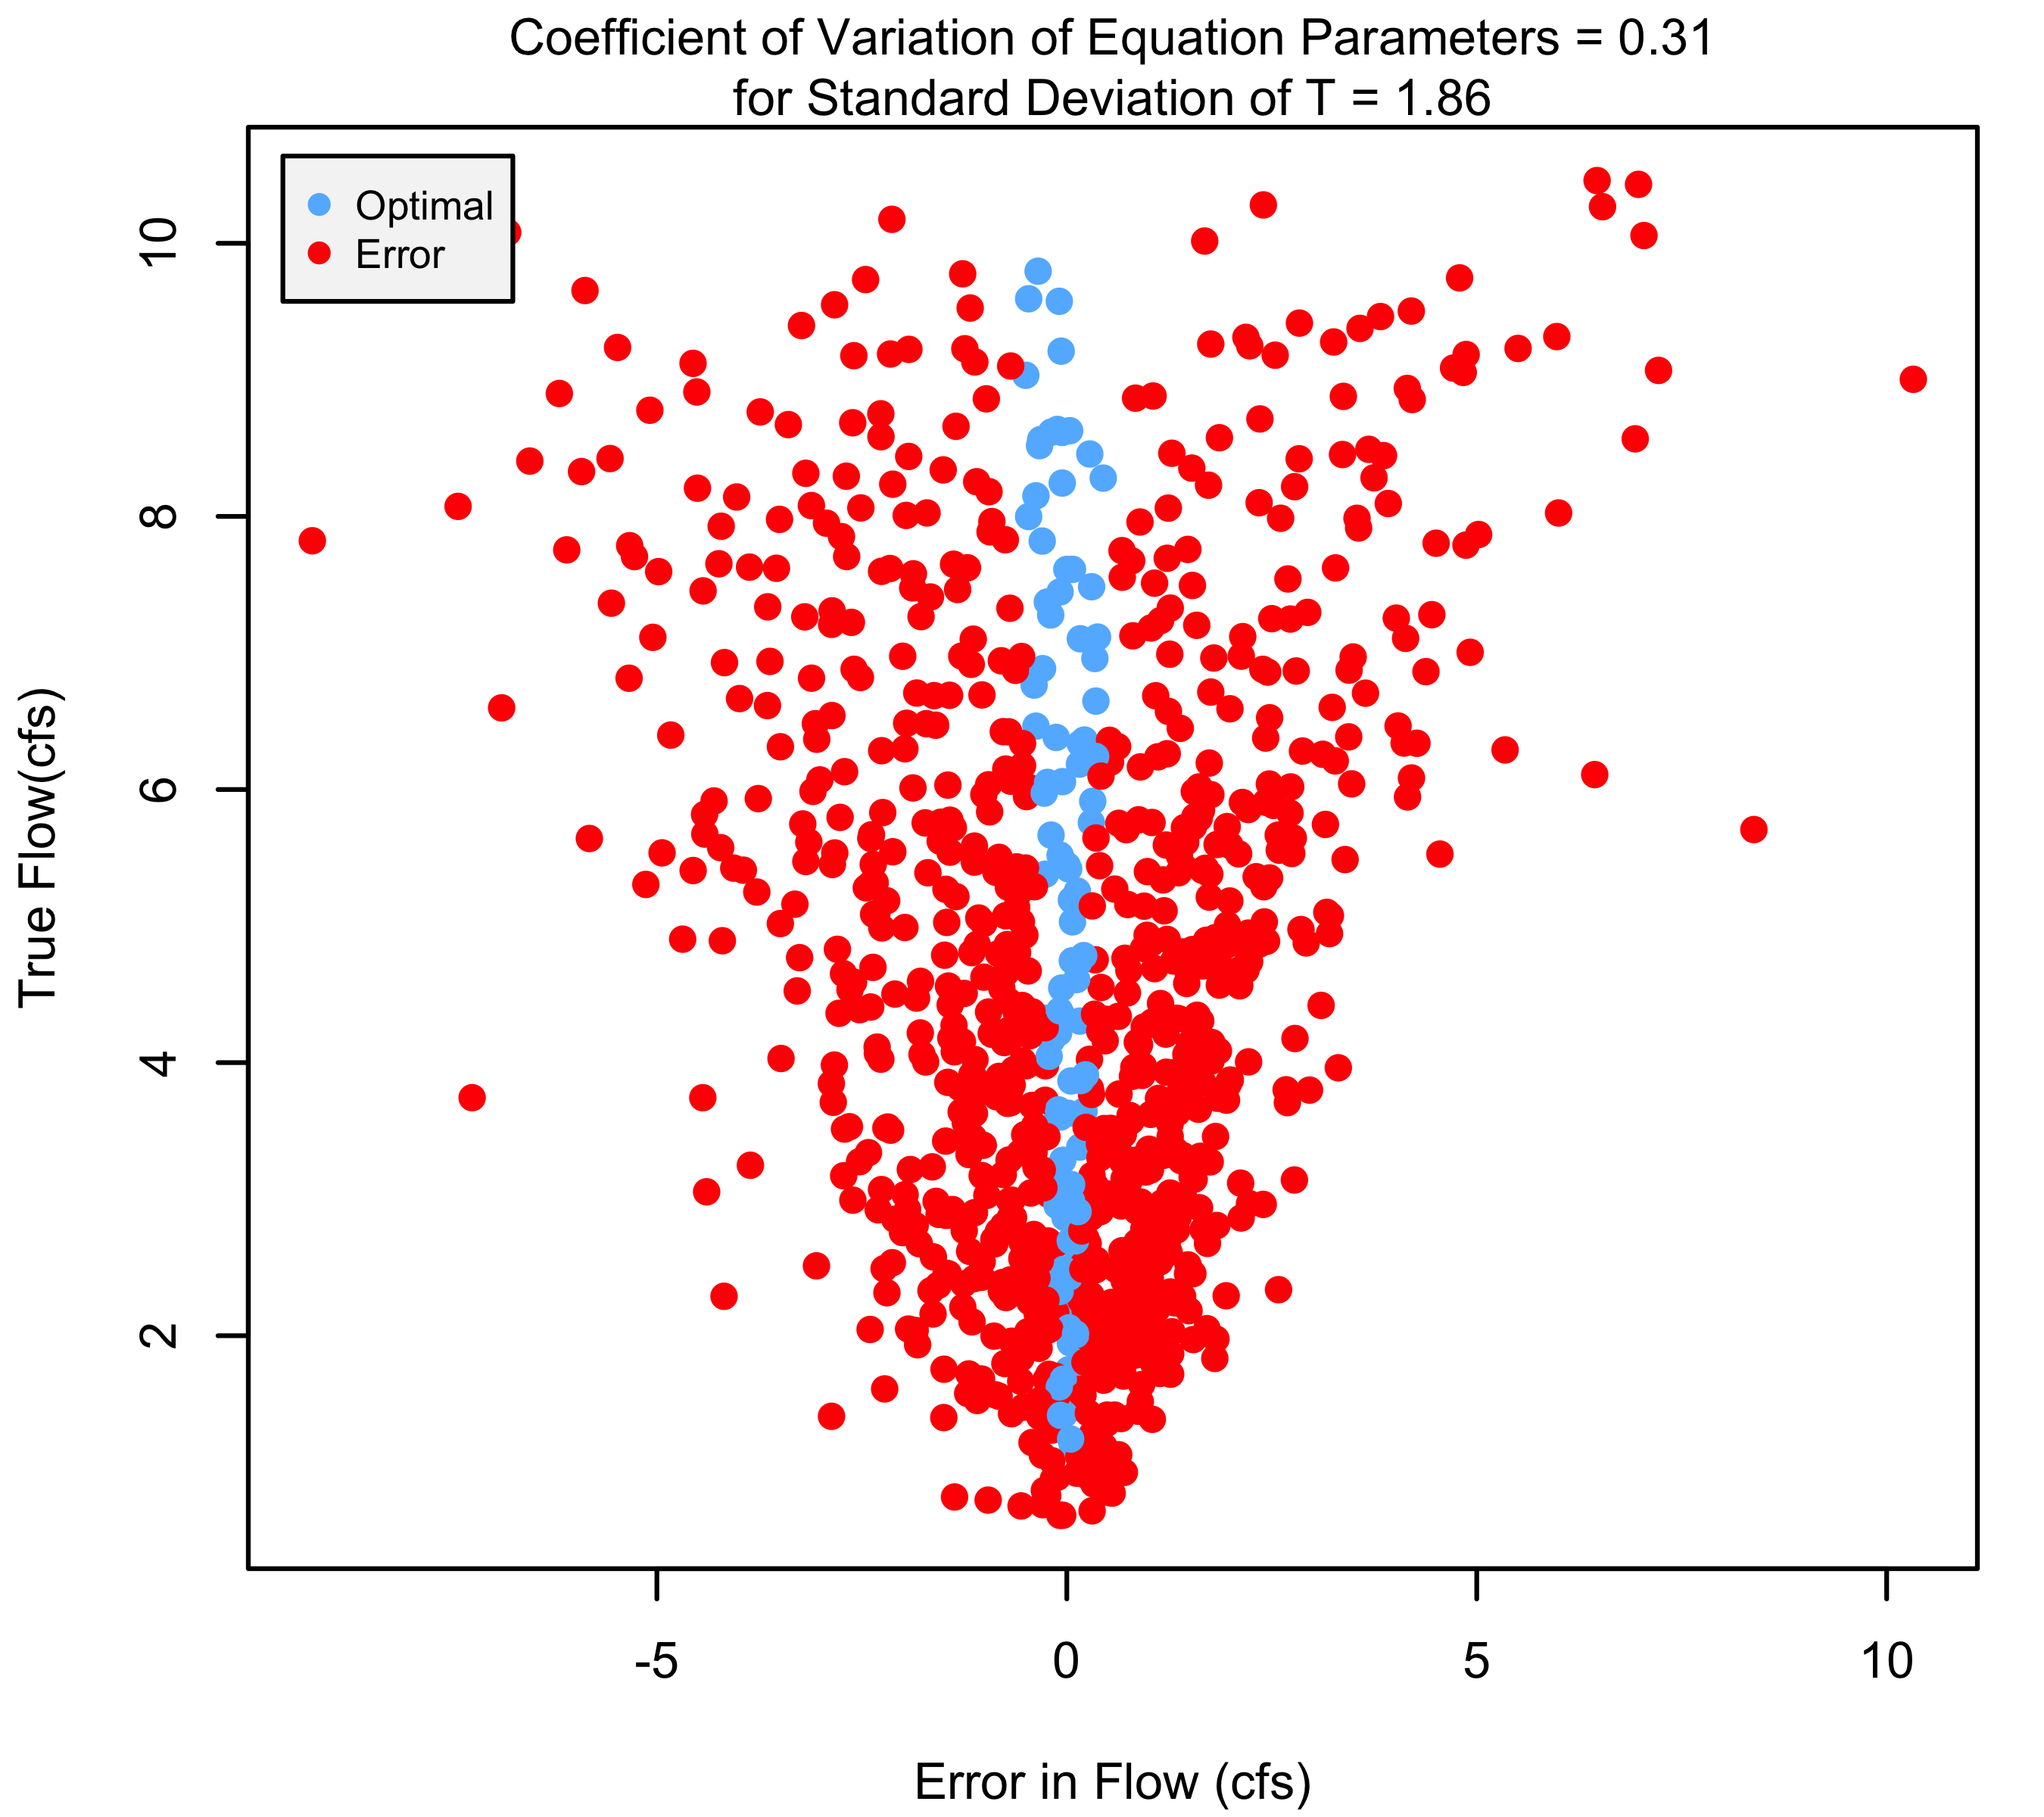 Coefficient of Variation of Equation Parameters = 0.31
for Standard Deviation of T = 1.86
Optimal
Error
True Flow(cfs)
10
8
6
4
2
-5
0
5
10
Error in Flow (cfs)